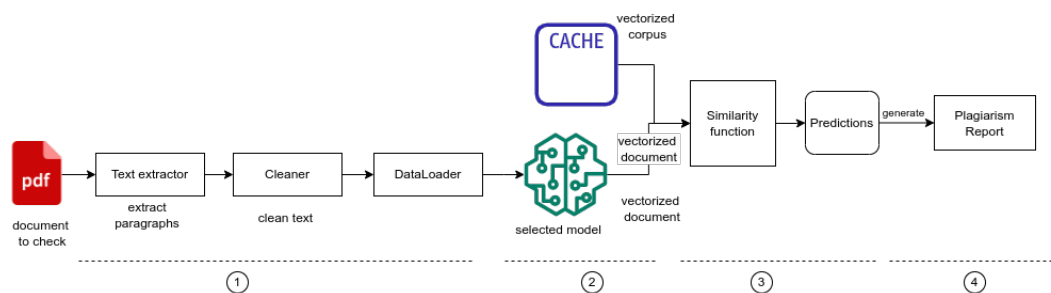 vectorized
corpus
CACHE
pdf
document
to check
Text extractor
extract
paragraphs
Cleaner
clean text
DataLoader
selected model
vectorized
document
vectorized
document
Similarity
function
Predictions
generate
Plagiarism
Report
1
2
3
4